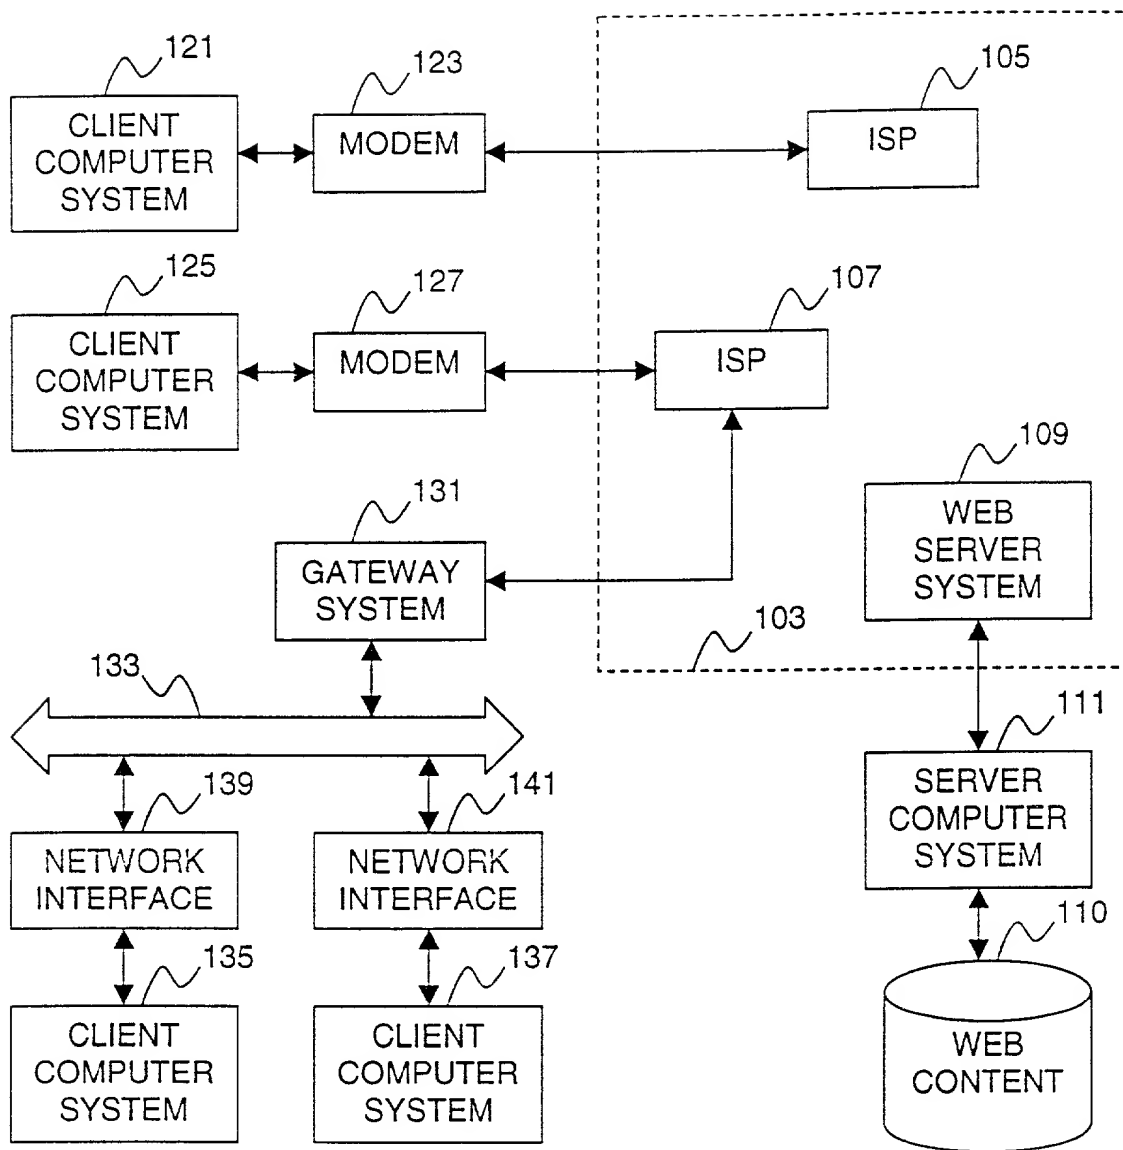 121
CLIENT
COMPUTER
SYSTEM
123
MODEM
105
ISP
125
CLIENT
COMPUTER
SYSTEM
127
MODEM
107
ISP
109
WEB
SERVER
SYSTEM
131
GATEWAY
SYSTEM
103
133
111
SERVER
COMPUTER
SYSTEM
139
NETWORK
INTERFACE
141
NETWORK
INTERFACE
110
WEB
CONTENT
135
CLIENT
COMPUTER
SYSTEM
137
CLIENT
COMPUTER
SYSTEM